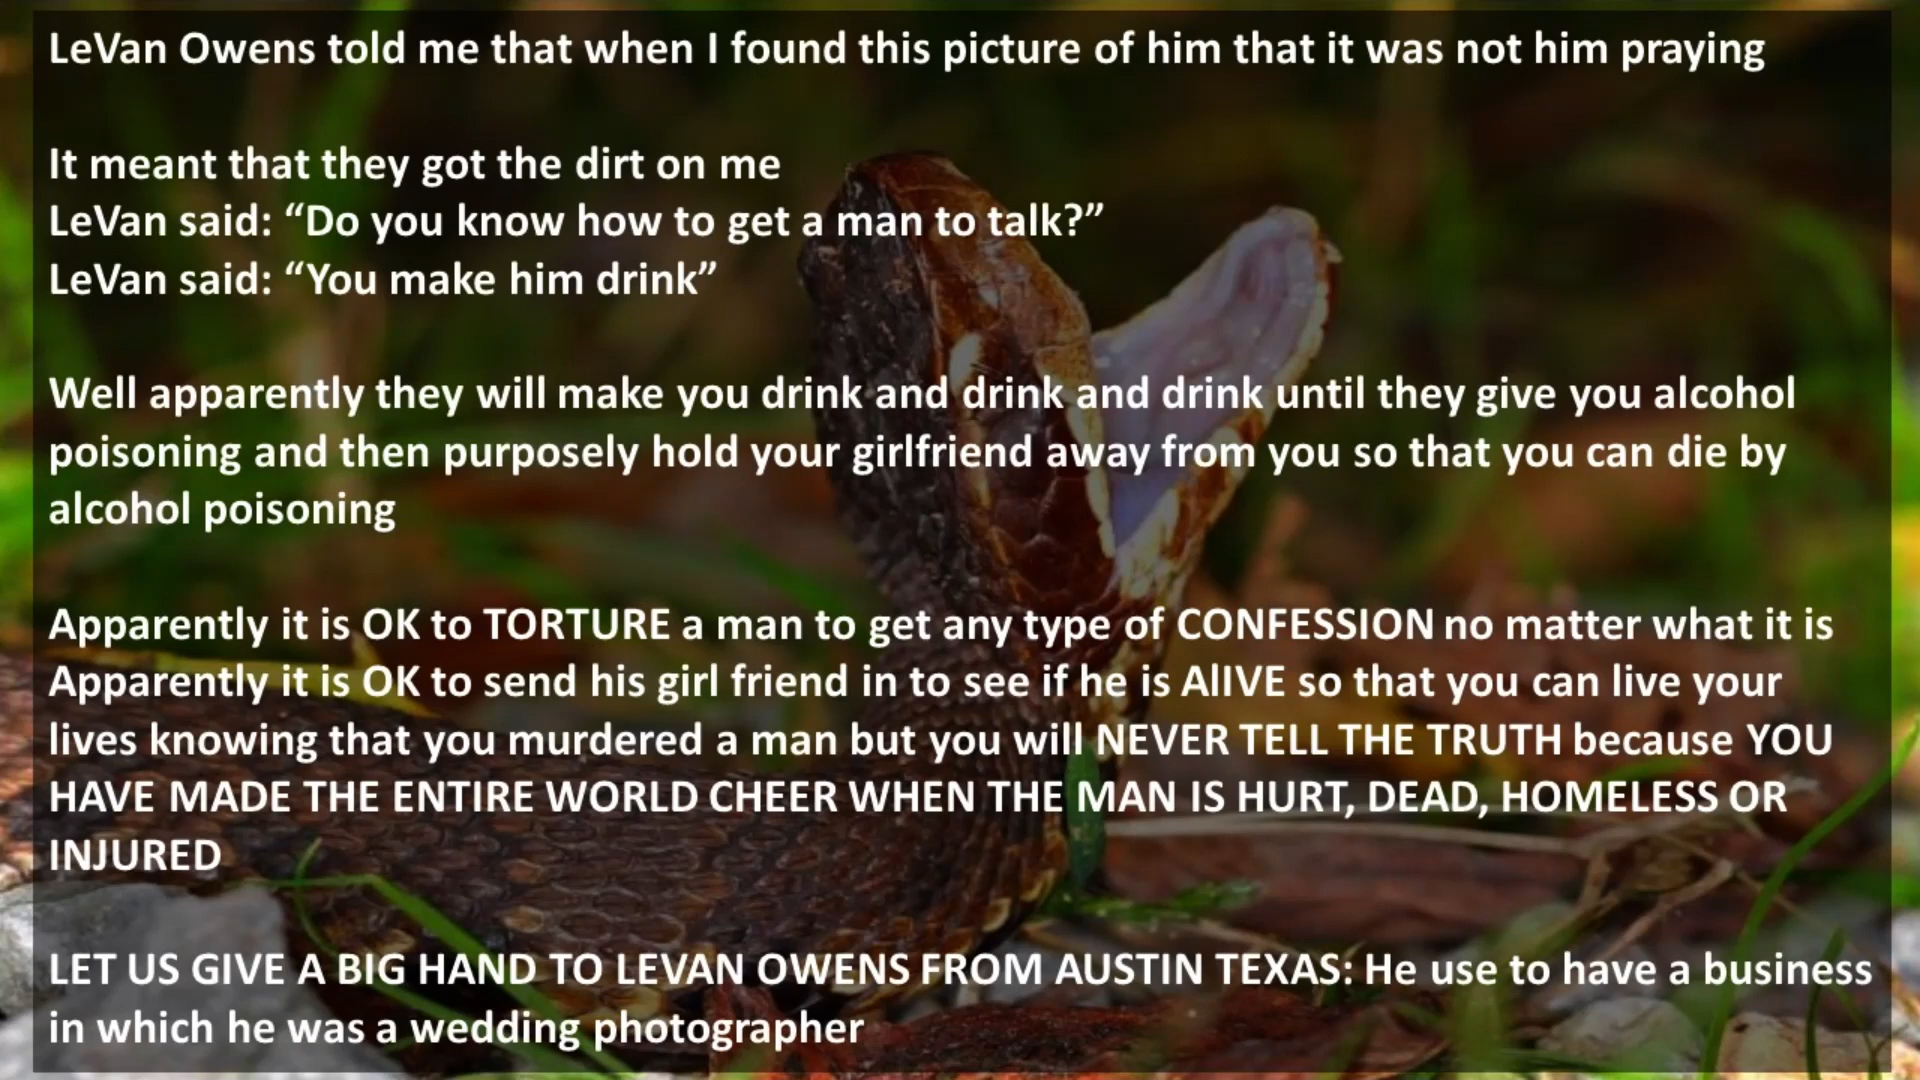 LeVan Owens told me that when I found this picture of him that it was not him praying
It meant that they got the dirt on me
LeVan said: “Do you know how to get a man to talk?”
LeVan said: “You make him drink”
Well apparently they will make you drink and drink and drink until they give you alcohol
poisoning and then purposely hold your girlfriend away from you so that you can die by
alcohol poisoning
Apparently it is OK to TORTURE a man to get any type of CONFESSION no matter what it is
Apparently it is OK to send his girl friend in to see if he is AlIVE so that you can live your
lives knowing that you murdered a man but you will NEVER TELL THE TRUTH because YOU
HAVE MADE THE ENTIRE WORLD CHEER WHEN THE MAN IS HURT, DEAD, HOMELESS OR
INJURED
LET US GIVE A BIG HAND TO LEVAN OWENS FROM AUSTIN TEXAS: He use to have a business
in which he was a wedding photographer